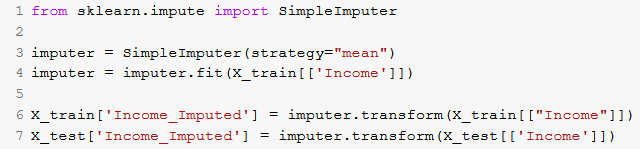 1 from sklearn.impute import SimpleImputer
2
3 imputer = SimpleImputer(strategy="mean")
4 imputer = imputer.fit(X_train[['Income']])
5
6 X_train['Income_Imputed'] = imputer.transform(X_train[["Income"]])
7 X_test['Income_Imputed'] = imputer.transform(X_test[['Income']])